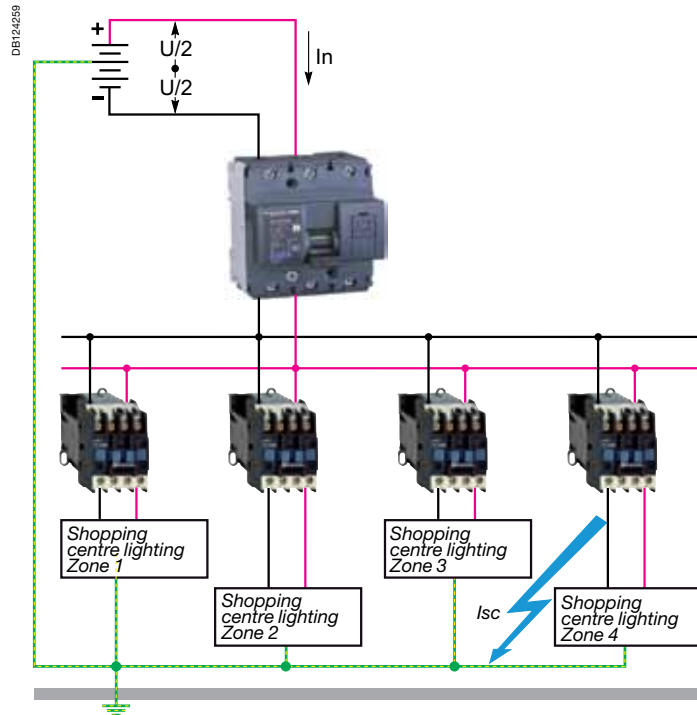 DB124259
+
U/2
U/2
−
In
Shopping
centre lighting
Zone 1
Shopping
centre lighting
Zone 2
Shopping
centre lighting
Zone 3
Isc
Shopping
centre lighting
Zone 4